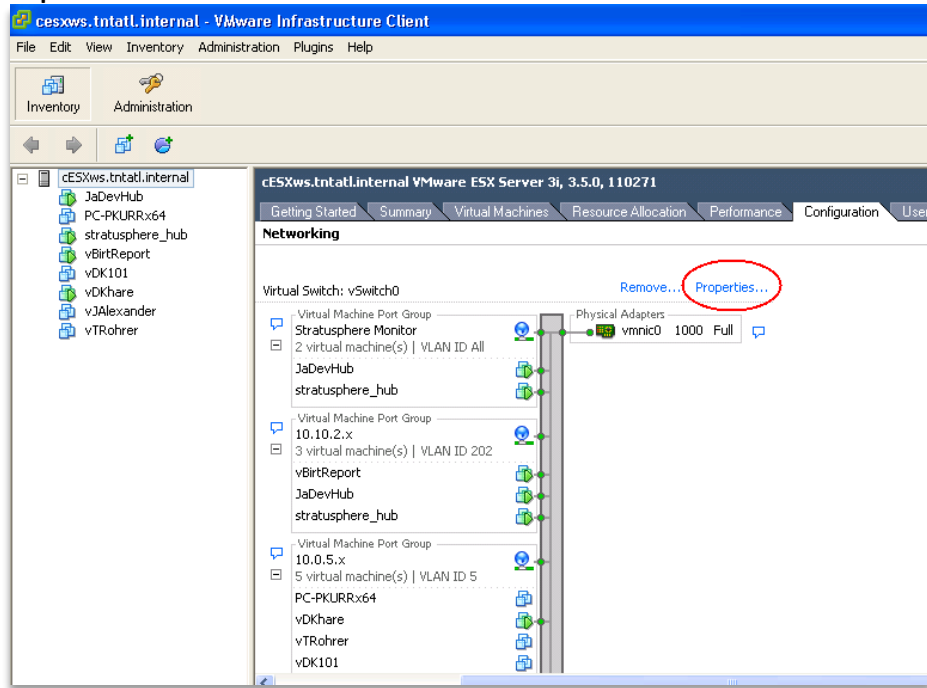 cesxws.tntatl.internal - VMware Infrastructure Client
File Edit View Inventory Administration Plugins Help
Inventory Administration
cESXws.tntatl.internal
JaDevHub
PC-PKURRx64
stratusphere_hub
vBirtReport
vDK101
vDKhare
vJAlexander
vTRohrer
cESXws.tntatl.internal VMware ESX Server 3i, 3.5.0, 110271
Getting Started Summary Virtual Machines Resource Allocation Performance Configuration User
Networking
Virtual Switch: vSwitch0 Remove... Properties...
Virtual Machine Port Group Physical Adapters
Stratusphere Monitor vmnic0 1000 Full
2 virtual machine(s) | VLAN ID All
JaDevHub
stratusphere_hub
Virtual Machine Port Group
10.10.2.x
3 virtual machine(s) | VLAN ID 202
vBirtReport
JaDevHub
stratusphere_hub
Virtual Machine Port Group
10.0.5.x
5 virtual machine(s) | VLAN ID 5
PC-PKURRx64
vDKhare
vTRohrer
vDK101